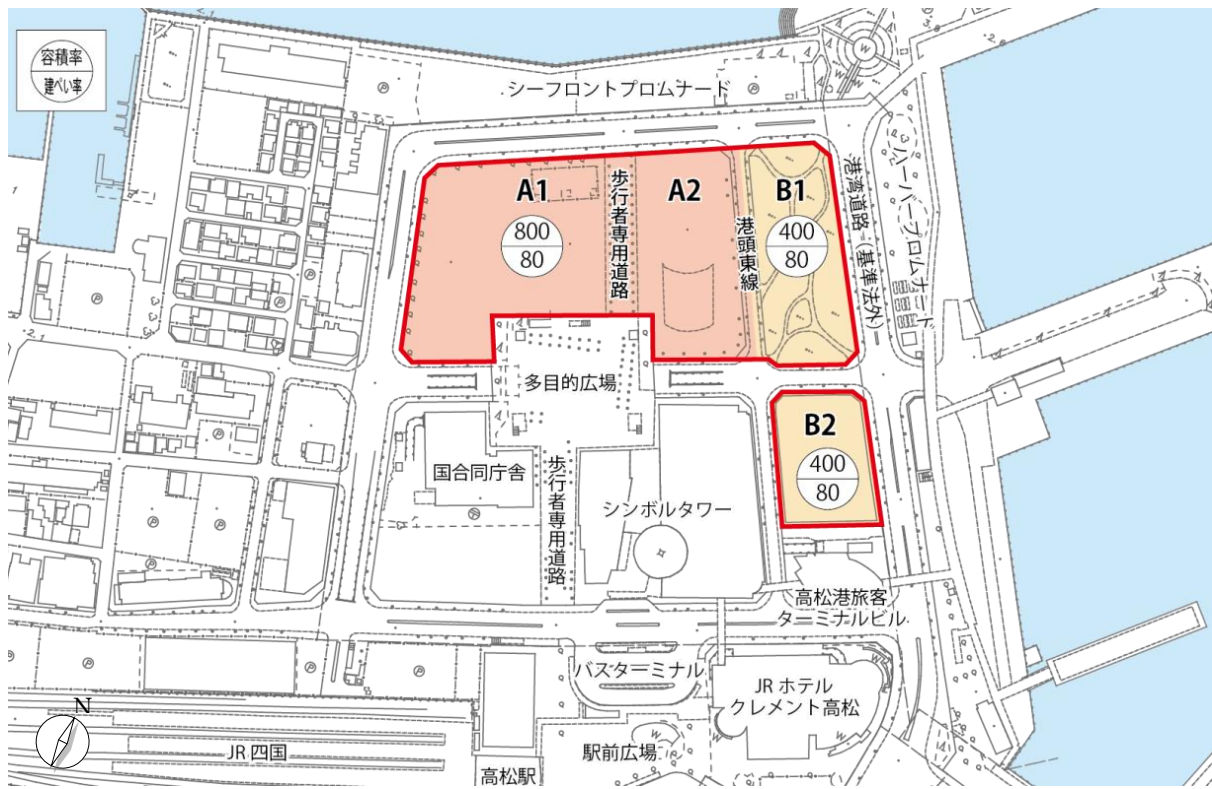 容積率
建ぺい率
シーフロントプロムナード
A1
800
80
歩行者専用道路
A2
港頭東線
B1
400
80
港湾道路(基準法外)
ハーバープロムナード
多目的広場
B2
400
80
国合同庁舎
歩行者専用道路
シンボルタワー
高松港旅客
ターミナルビル
バスターミナル
JRホテル
クレメント高松
N
JR四国
駅前広場
高松駅